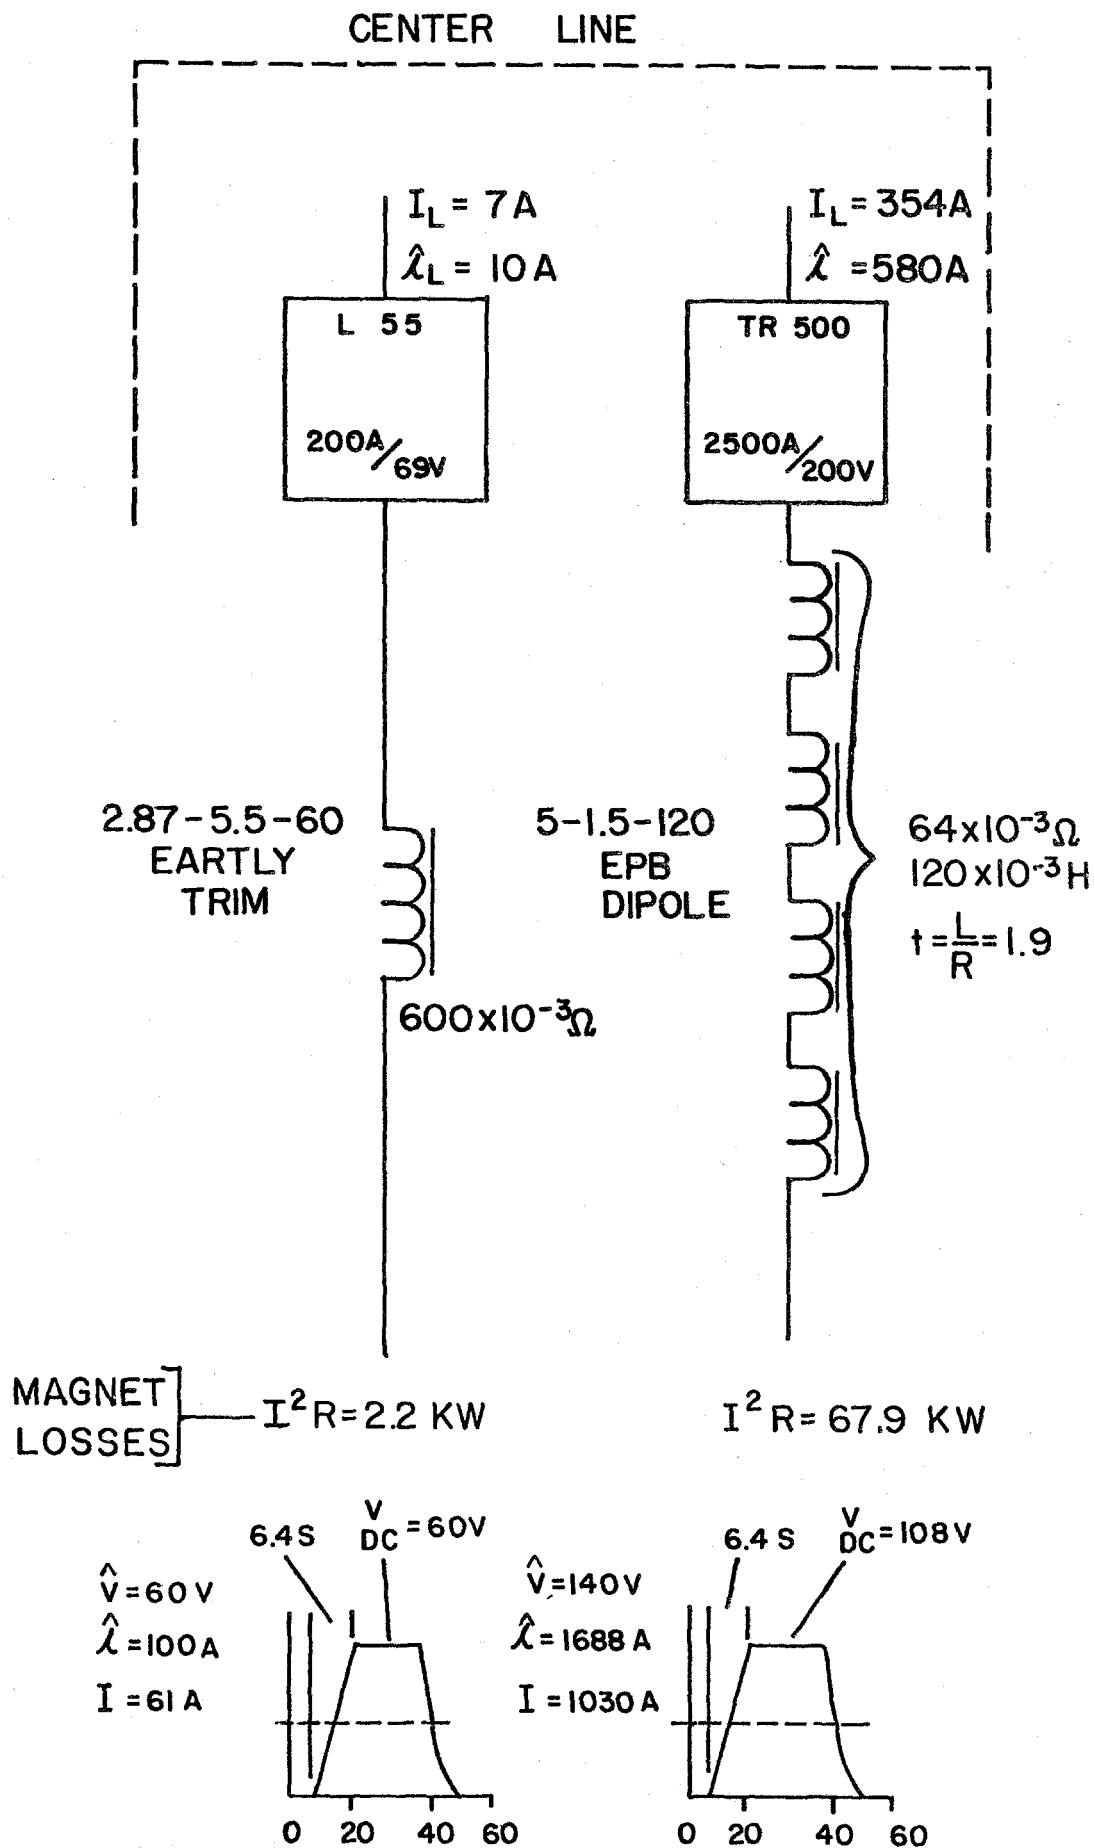 CENTER LINE
I_L = 7A
î_L = 10A
L 55
200A/69V
I_L = 354A
î = 580A
TR 500
2500A/200V
2.87-5.5-60
EARTLY
TRIM
600x10⁻³Ω
5-1.5-120
EPB
DIPOLE
64x10⁻³Ω
120x10⁻³H
t = L/R = 1.9
MAGNET
LOSSES
I²R = 2.2 KW
I²R = 67.9 KW
6.4 S
V DC = 60V
v̂ = 60V
î = 100A
I = 61A
0 20 40 60
6.4 S
V DC = 108V
v̂ = 140V
î = 1688A
I = 1030A
0 20 40 60